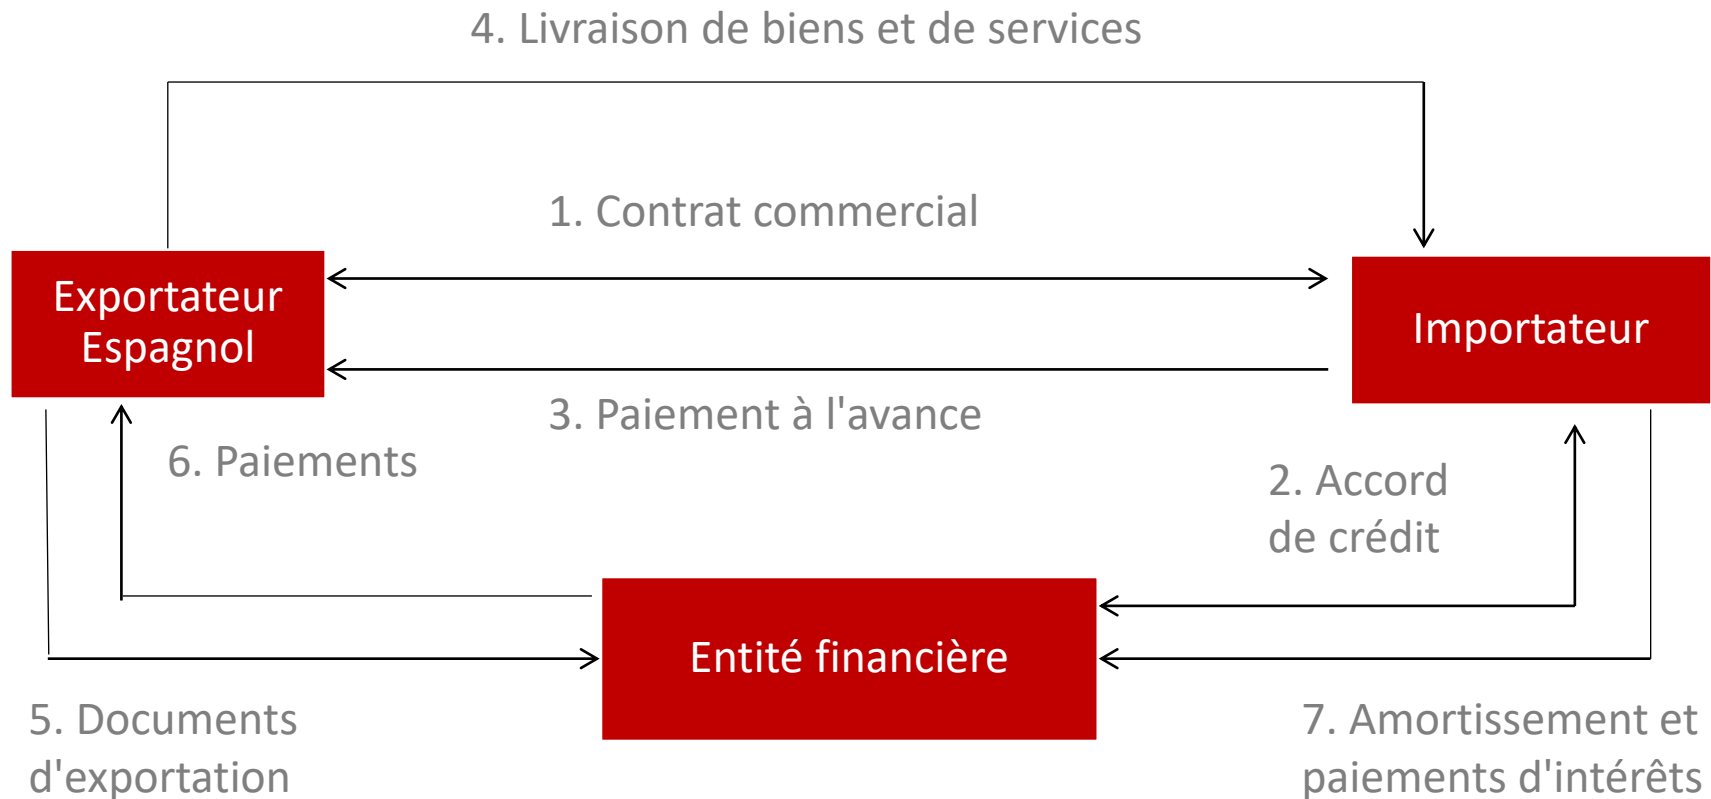 4. Livraison de biens et de services
1. Contrat commercial
Exportateur
Espagnol
Importateur
3. Paiement à l'avance
6. Paiements
2. Accord
de crédit
Entité financière
5. Documents
d'exportation
7. Amortissement et
paiements d'intérêts